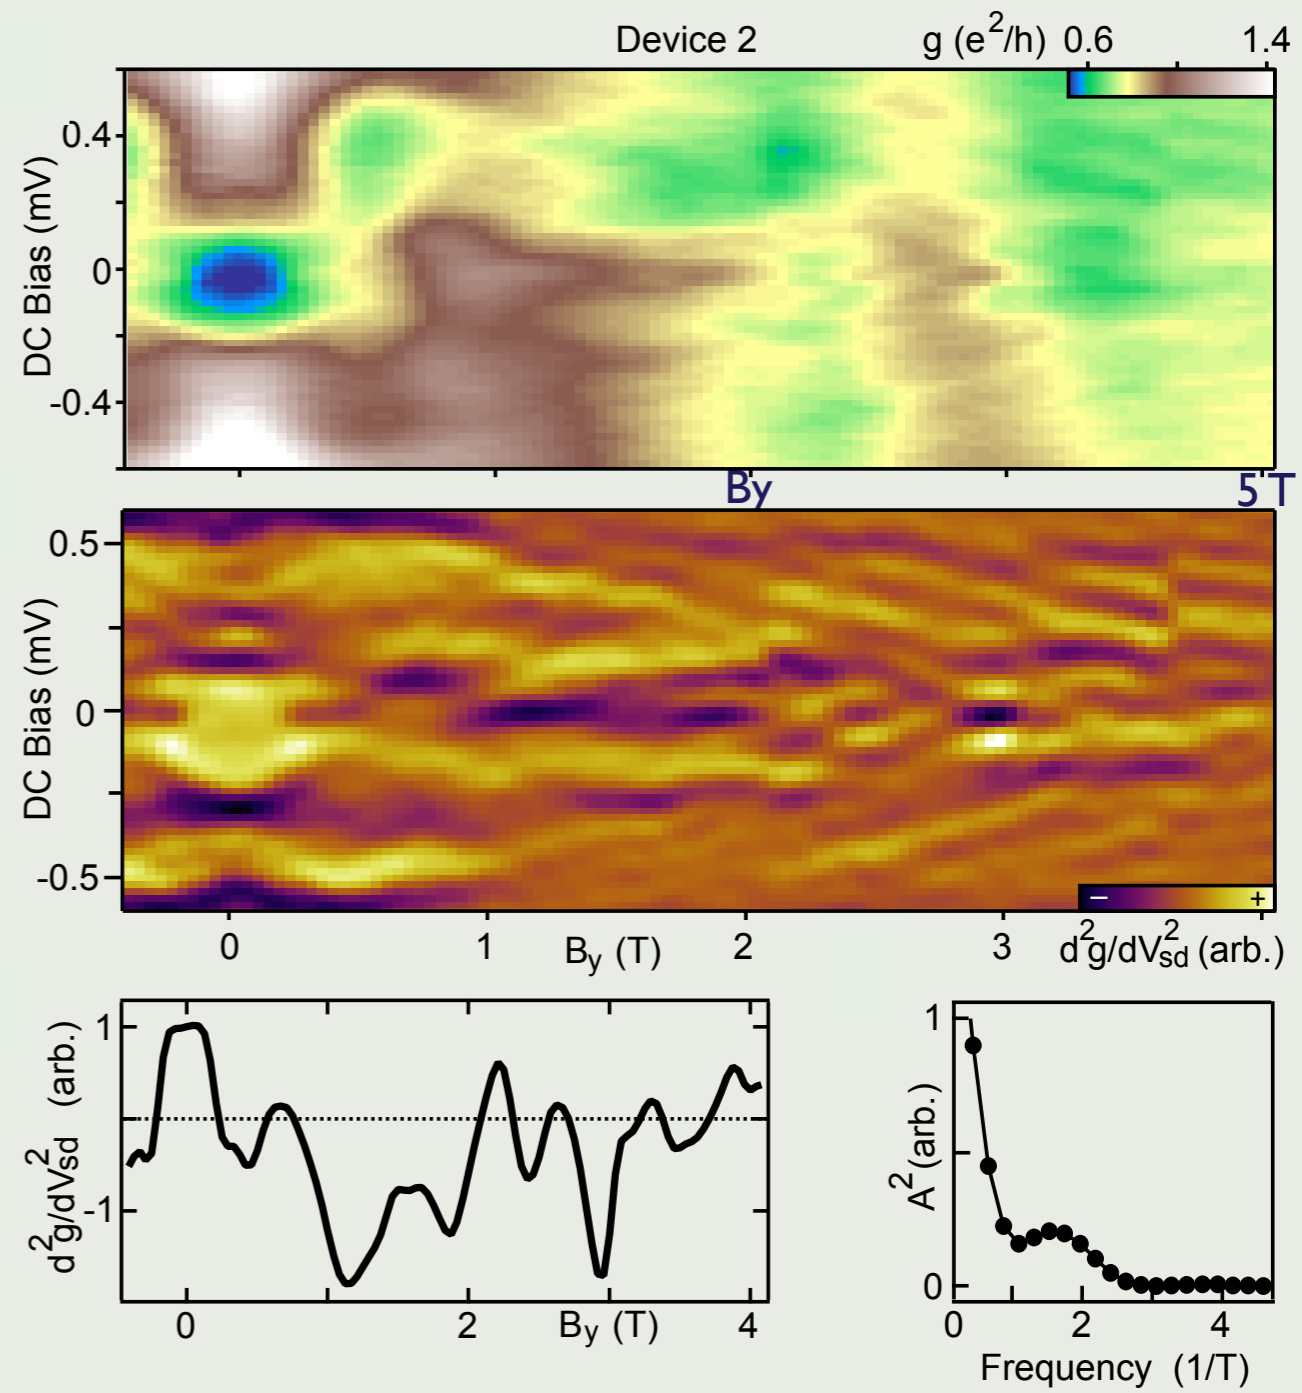 Device 2 g (e²/h) 0.6 1.4
DC Bias (mV)
0.4
0
-0.4
By 5 T
DC Bias (mV)
0.5
0
-0.5
− +
0 1 2 3
By (T)
d²g/dV²sd (arb.)
d²g/dV²sd (arb.)
1
-1
0 2 4
By (T)
A² (arb.)
1
0
0 2 4
Frequency (1/T)